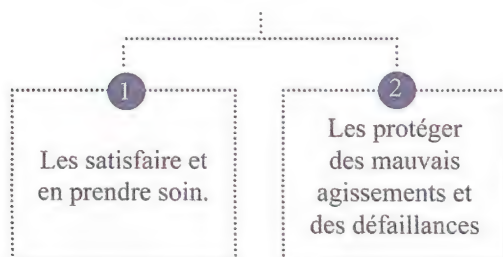 1
Les satisfaire et
en prendre soin.
2
Les protéger
des mauvais
agissements et
des défaillances